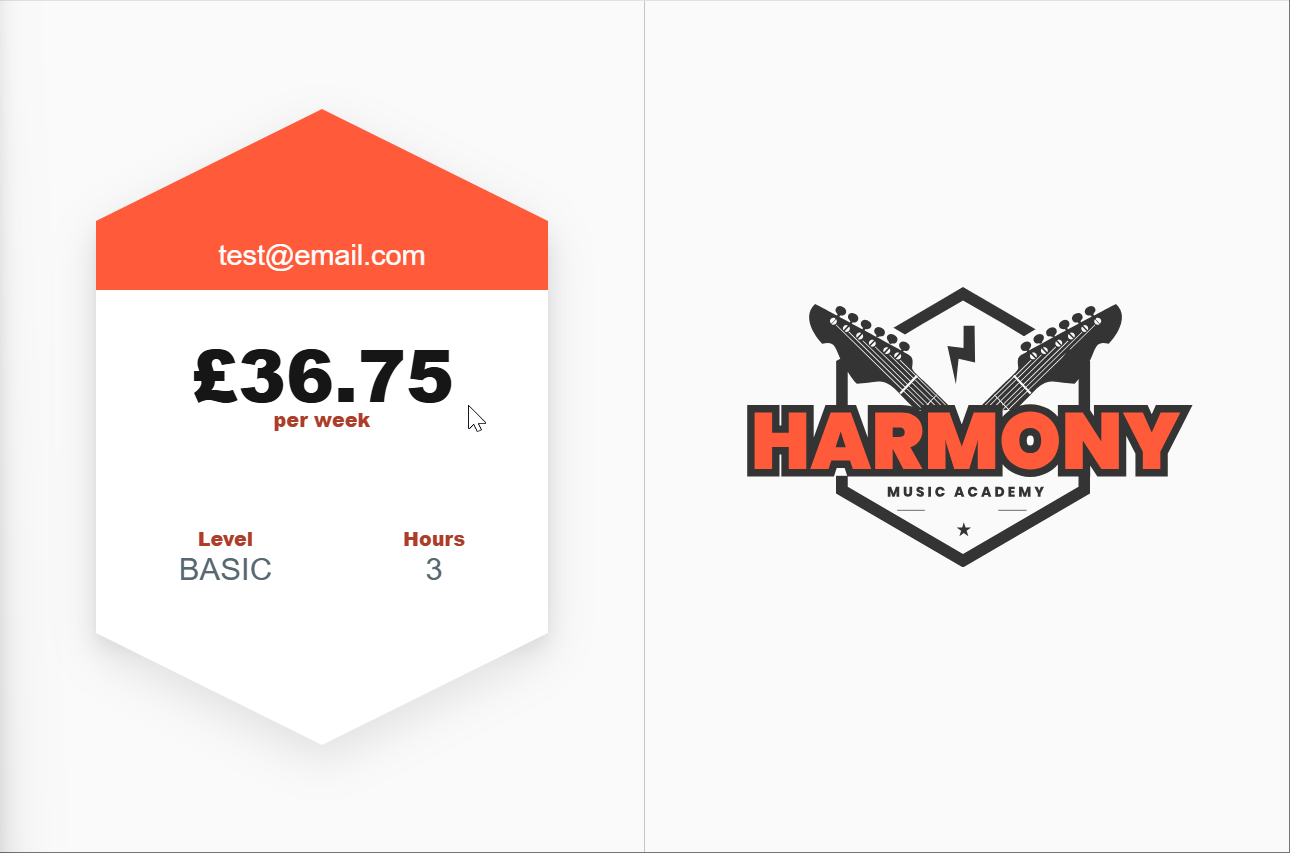 test@email.com
£36.75
per week
Level
Hours
BASIC
3
HARMONY
MUSIC ACADEMY